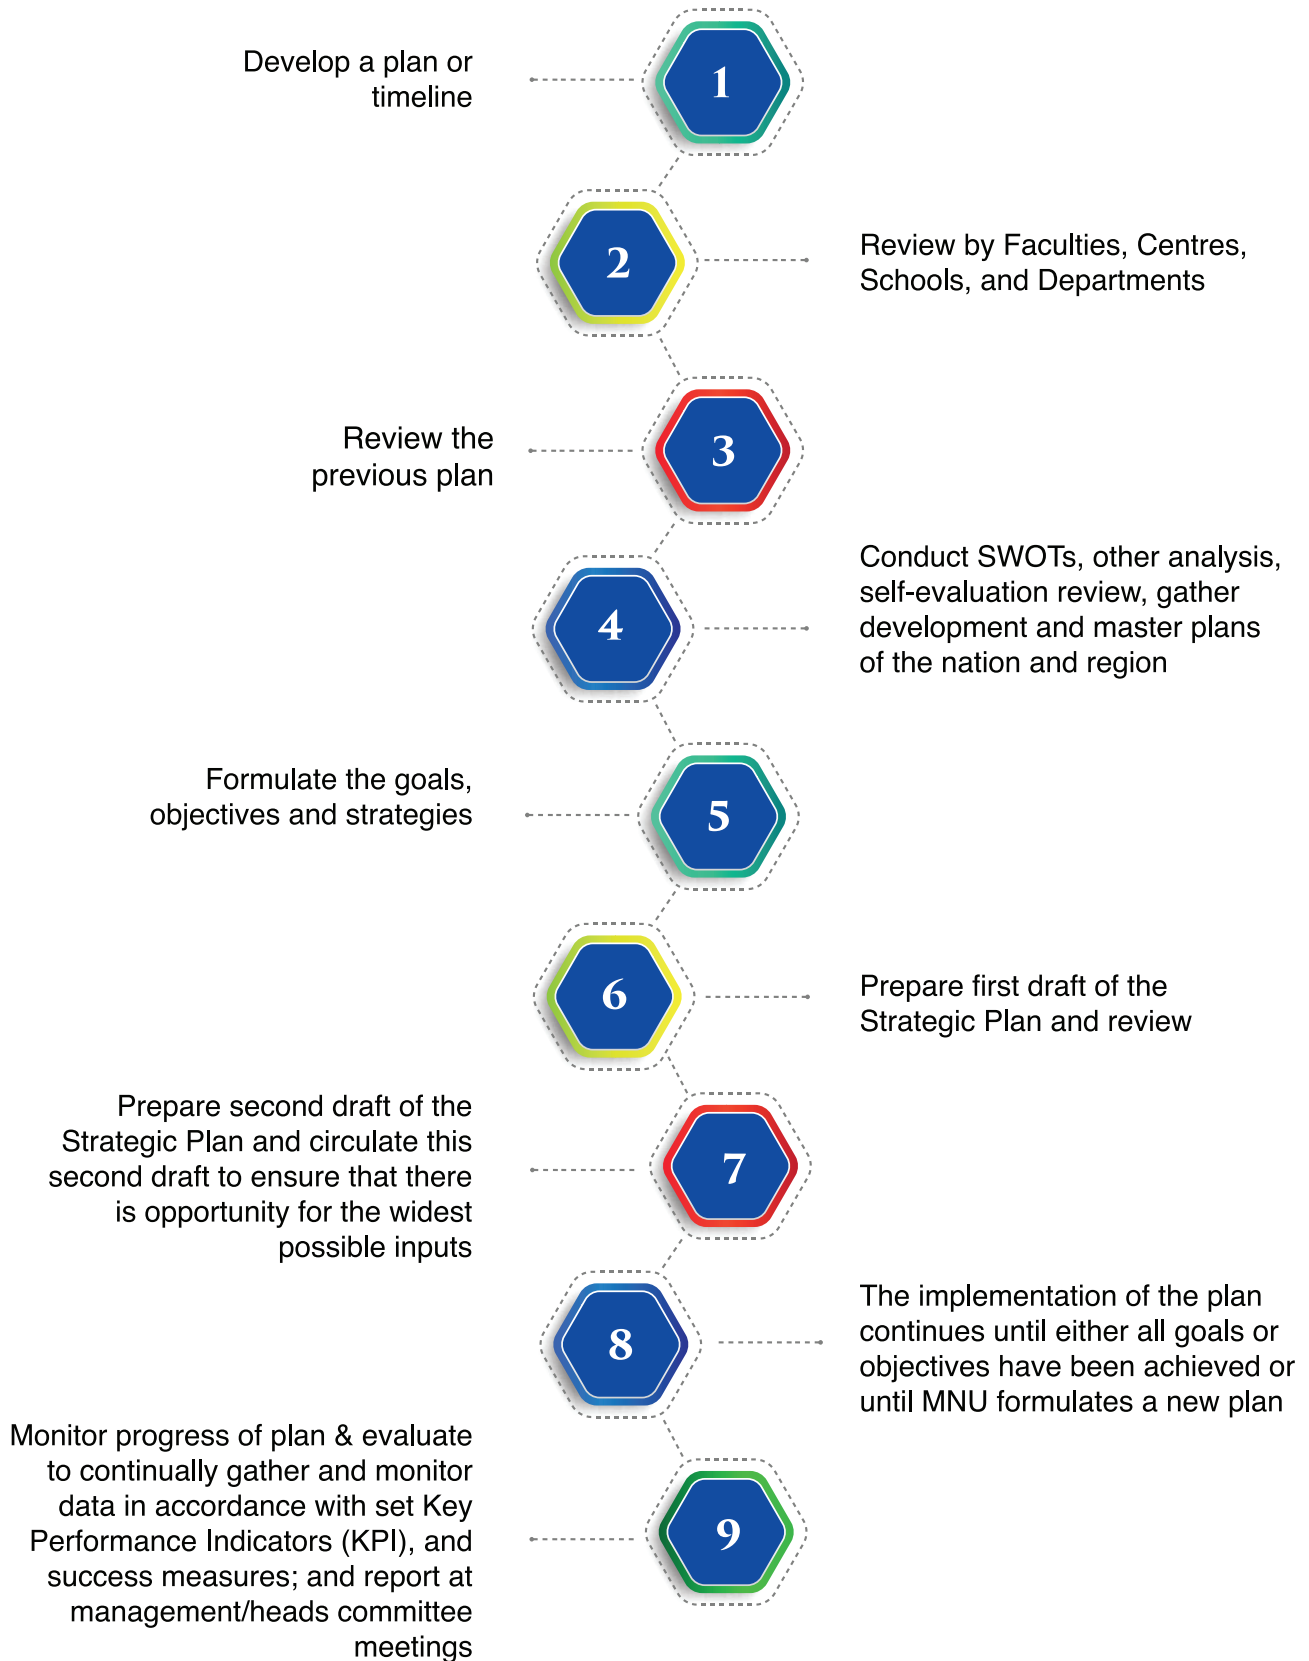 Develop a plan or
timeline
1
2
Review by Faculties, Centres,
Schools, and Departments
Review the
previous plan
3
4
Conduct SWOTs, other analysis,
self-evaluation review, gather
development and master plans
of the nation and region
Formulate the goals,
objectives and strategies
5
6
Prepare first draft of the
Strategic Plan and review
Prepare second draft of the
Strategic Plan and circulate this
second draft to ensure that there
is opportunity for the widest
possible inputs
7
8
The implementation of the plan
continues until either all goals or
objectives have been achieved or
until MNU formulates a new plan
Monitor progress of plan & evaluate
to continually gather and monitor
data in accordance with set Key
Performance Indicators (KPI), and
success measures; and report at
management/heads committee
meetings
9